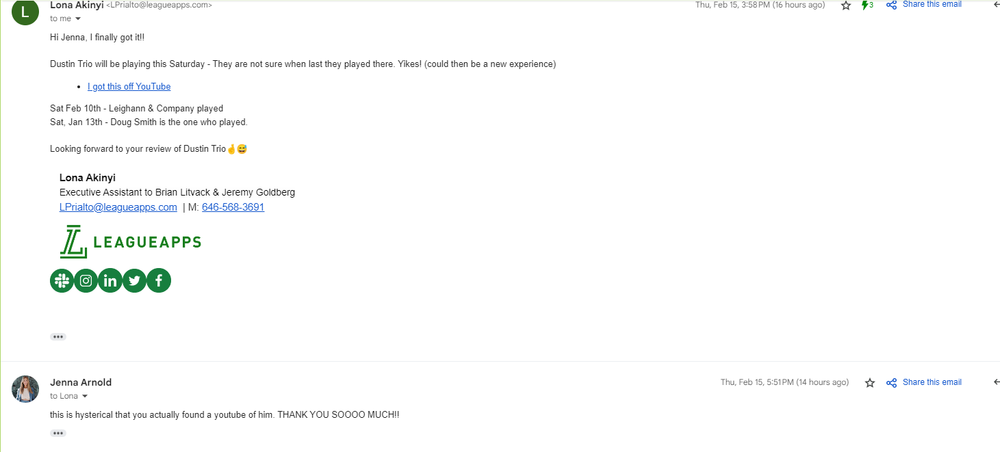 L
Lona Akinyi <LPrialto@leagueapps.com> Thu, Feb 15, 3:58 PM (16 hours ago) 3 Share this email
to me
Hi Jenna, I finally got it!!
Dustin Trio will be playing this Saturday - They are not sure when last they played there. Yikes! (could then be a new experience)
• I got this off YouTube
Sat Feb 10th - Leighann & Company played
Sat, Jan 13th - Doug Smith is the one who played.
Looking forward to your review of Dustin Trio🤞😅
Lona Akinyi
Executive Assistant to Brian Litvack & Jeremy Goldberg
LPrialto@leagueapps.com | M: 646-568-3691
L LEAGUEAPPS
in f
Jenna Arnold Thu, Feb 15, 5:51 PM (14 hours ago) Share this email
to Lona
this is hysterical that you actually found a youtube of him. THANK YOU SOOOO MUCH!!